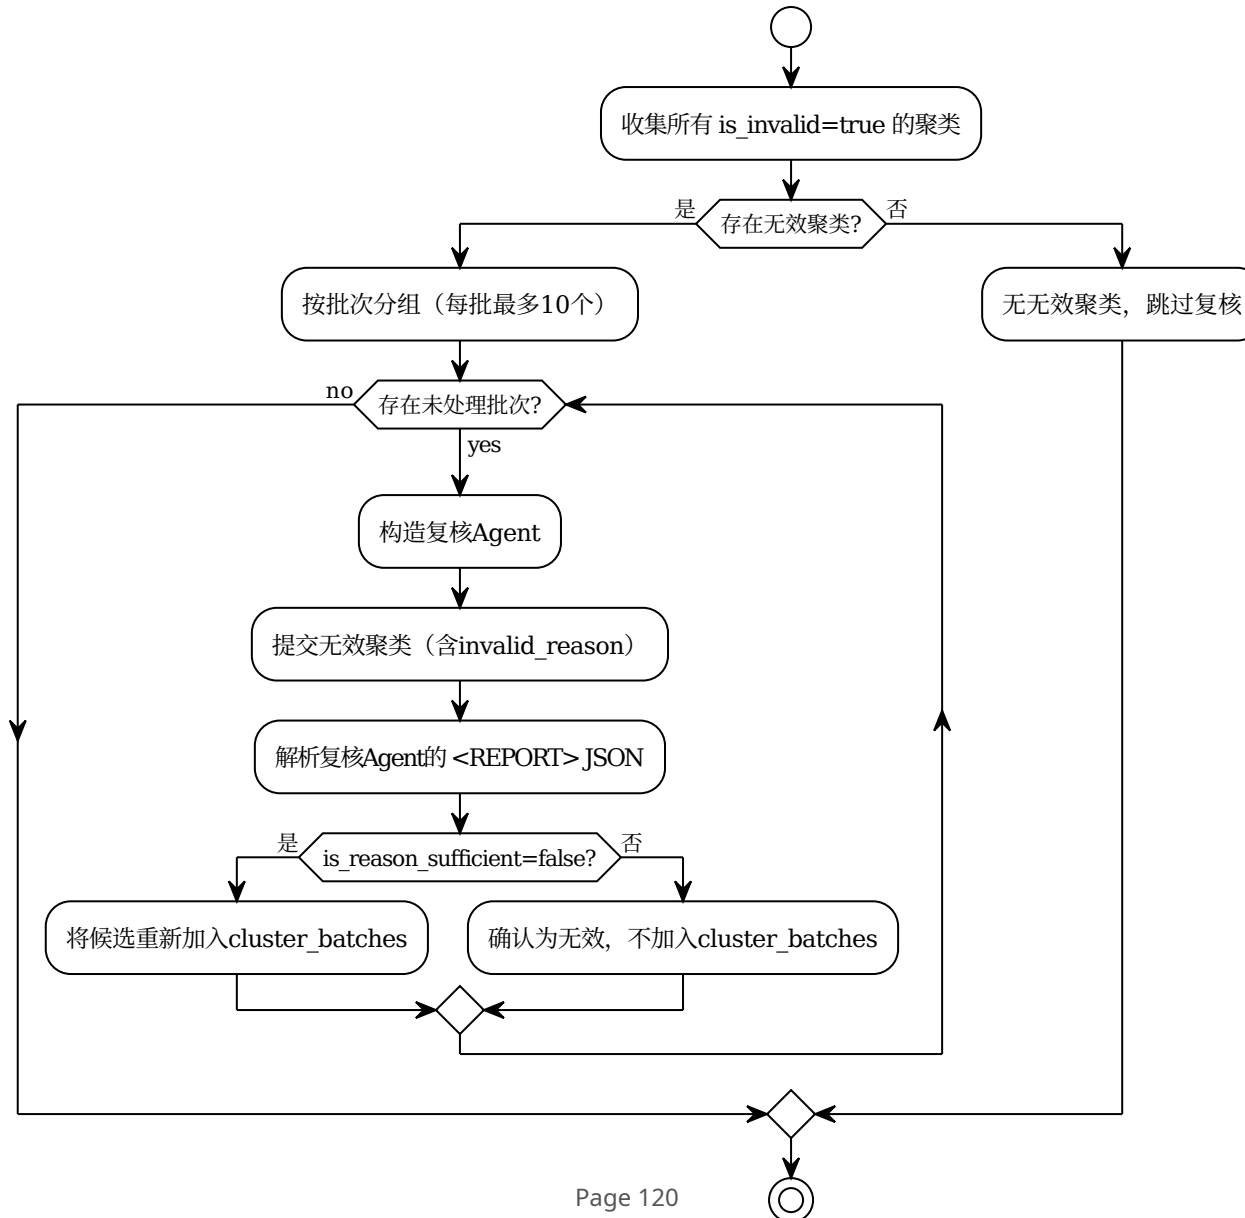 收集所有 is_invalid=true 的聚类
是
存在无效聚类?
否
按批次分组（每批最多10个）
无无效聚类，跳过复核
no
存在未处理批次?
yes
构造复核Agent
提交无效聚类（含invalid_reason）
解析复核Agent的 <REPORT> JSON
是
is_reason_sufficient=false?
否
将候选重新加入cluster_batches
确认为无效，不加入cluster_batches
Page 120